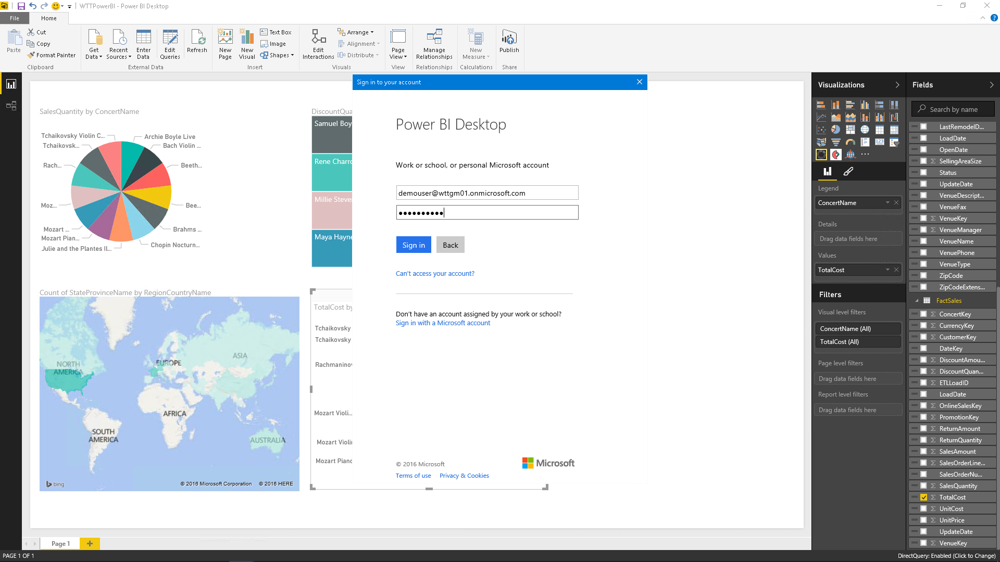 WTTPowerBI - Power BI Desktop
File
Home
Paste
Cut
Copy
Format Painter
Clipboard
Get Data
Recent Sources
Enter Data
Edit Queries
Refresh
External Data
New Page
New Visual
Text Box
Image
Shapes
Insert
Edit Interactions
Arrange
Alignment
Distribute
Visuals
Page View
View
Manage Relationships
Relationships
New Measure
Calculations
Publish
Share
SalesQuantity by ConcertName
Tchaikovsky Violin C...
Archie Boyle Live
Tchaikovsk...
Bach Violin ...
Rach...
Beeth...
Moz...
Bee...
Mozart ...
Brahms ...
Mozart Pian...
Chopin Nocturn...
Julie and the Plantes Il...
DiscountQua
Samuel Boy
Rene Charro
Millie Steve
Maya Hayne
Count of StateProvinceName by RegionCountryName
NORTH AMERICA
EUROPE
ASIA
AFRICA
SOUTH AMERICA
AUSTRALIA
bing
© 2016 Microsoft Corporation © 2016 HERE
TotalCost by
Tchaikovsky
Tchaikovsky
Rachmaninov
Mozart Violi...
Mozart Violin
Mozart Piano
Sign in to your account
Power BI Desktop
Work or school, or personal Microsoft account
demouser@wttgm01.onmicrosoft.com
Sign in
Back
Can't access your account?
Don't have an account assigned by your work or school?
Sign in with a Microsoft account
© 2016 Microsoft
Terms of use Privacy & Cookies
Microsoft
Visualizations
Legend
ConcertName
Details
Drag data fields here
Values
TotalCost
Filters
Visual level filters
ConcertName (All)
TotalCost (All)
Page level filters
Drag data fields here
Report level filters
Drag data fields here
Fields
Search by name
LastRemodelD...
LoadDate
OpenDate
SellingAreaSize
Status
UpdateDate
VenueDescript...
VenueFax
VenueKey
VenueManager
VenueName
VenuePhone
VenueType
ZipCode
ZipCodeExtens...
FactSales
ConcertKey
CurrencyKey
CustomerKey
DateKey
DiscountAmou...
DiscountQuan...
ETLLoadID
LoadDate
OnlineSalesKey
PromotionKey
ReturnAmount
ReturnQuantity
SalesAmount
SalesOrderLine...
SalesOrderNu...
SalesQuantity
TotalCost
UnitCost
UnitPrice
UpdateDate
VenueKey
Page 1
PAGE 1 OF 1
DirectQuery: Enabled (Click to Change)